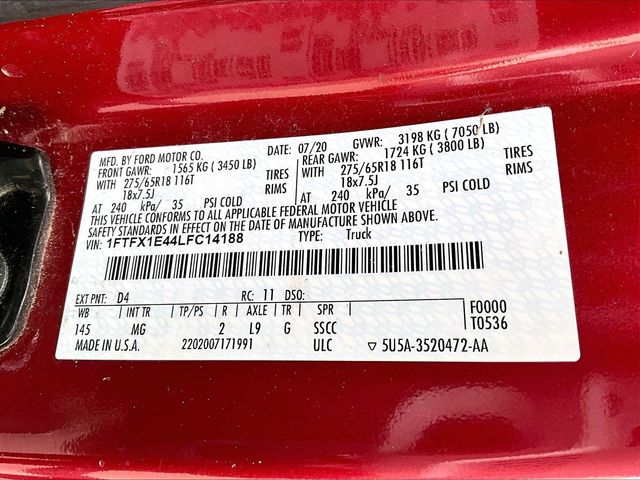 MFD. BY FORD MOTOR CO. DATE: 07/20 GVWR: 3198 KG ( 7050 LB)
FRONT GAWR: 1565 KG ( 3450 LB) REAR GAWR: 1724 KG ( 3800 LB)
WITH 275/65R18 116T TIRES WITH 275/65R18 116T TIRES
18x7.5J RIMS 18x7.5J RIMS
AT 240 kPa/ 35 PSI COLD AT 240 kPa/ 35 PSI COLD
THIS VEHICLE CONFORMS TO ALL APPLICABLE FEDERAL MOTOR VEHICLE
SAFETY STANDARDS IN EFFECT ON THE DATE OF MANUFACTURE SHOWN ABOVE.
VIN: 1FTFX1E44LFC14188 TYPE: Truck
EXT PNT: D4 RC: 11 DSO: F0000
WB INT TR TP/PS R AXLE TR SPR T0536
145 MG 2 L9 G SSCC
MADE IN U.S.A. 2202007171991 ULC ▽ 5U5A-3520472-AA